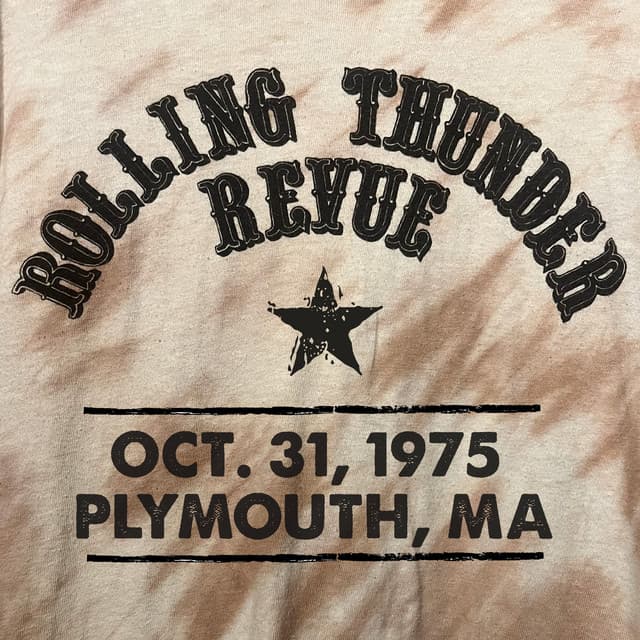 ROLLING THUNDER
REVUE
OCT. 31, 1975
PLYMOUTH, MA